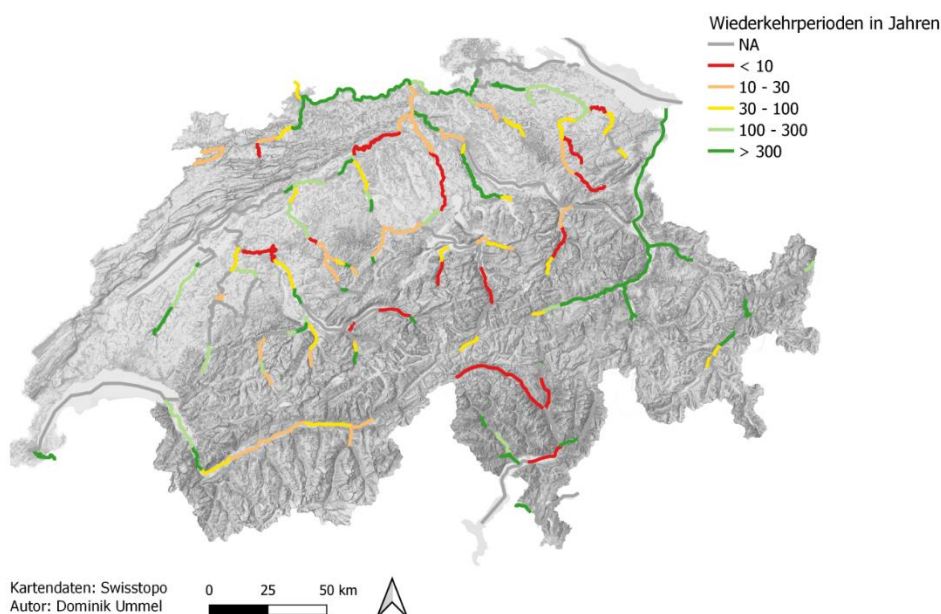 Wiederkehrperioden in Jahren
NA
< 10
10 - 30
30 - 100
100 - 300
> 300
Kartendaten: Swisstopo
Autor: Dominik Ummel
0 25 50 km